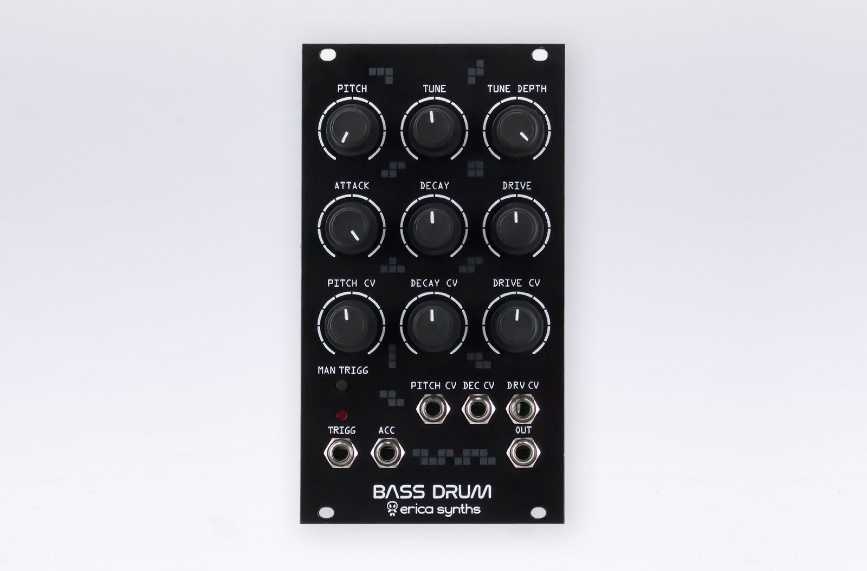 PITCH TUNE TUNE DEPTH
ATTACK DECAY DRIVE
PITCH CV DECAY CV DRIVE CV
MAN TRIGG
PITCH CV DEC CV DRV CV
TRIGG ACC OUT
BASS DRUM
erica synths